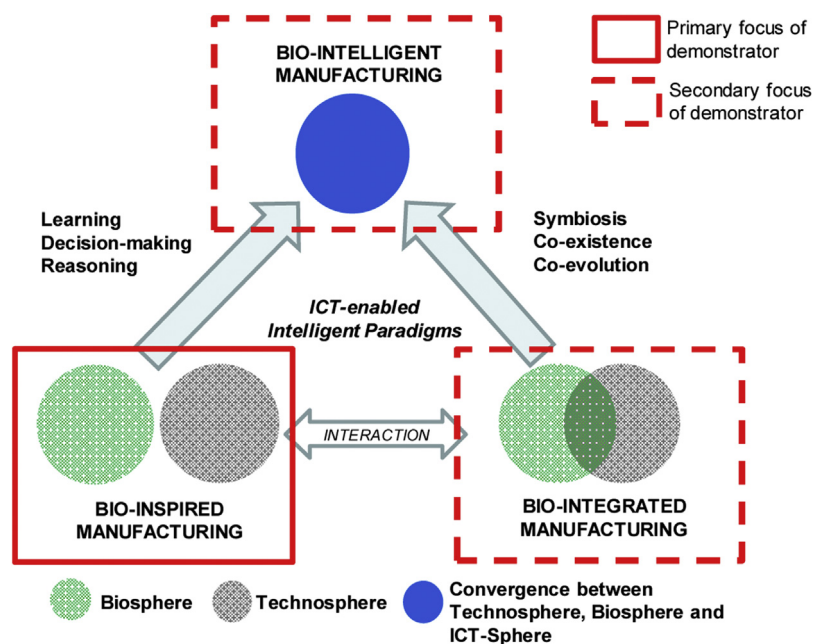 BIO-INTELLIGENT
MANUFACTURING
Primary focus of
demonstrator
Secondary focus
of demonstrator
Learning
Decision-making
Reasoning
Symbiosis
Co-existence
Co-evolution
ICT-enabled
Intelligent Paradigms
INTERACTION
BIO-INSPIRED
MANUFACTURING
BIO-INTEGRATED
MANUFACTURING
Biosphere
Technosphere
Convergence between
Technosphere, Biosphere and
ICT-Sphere